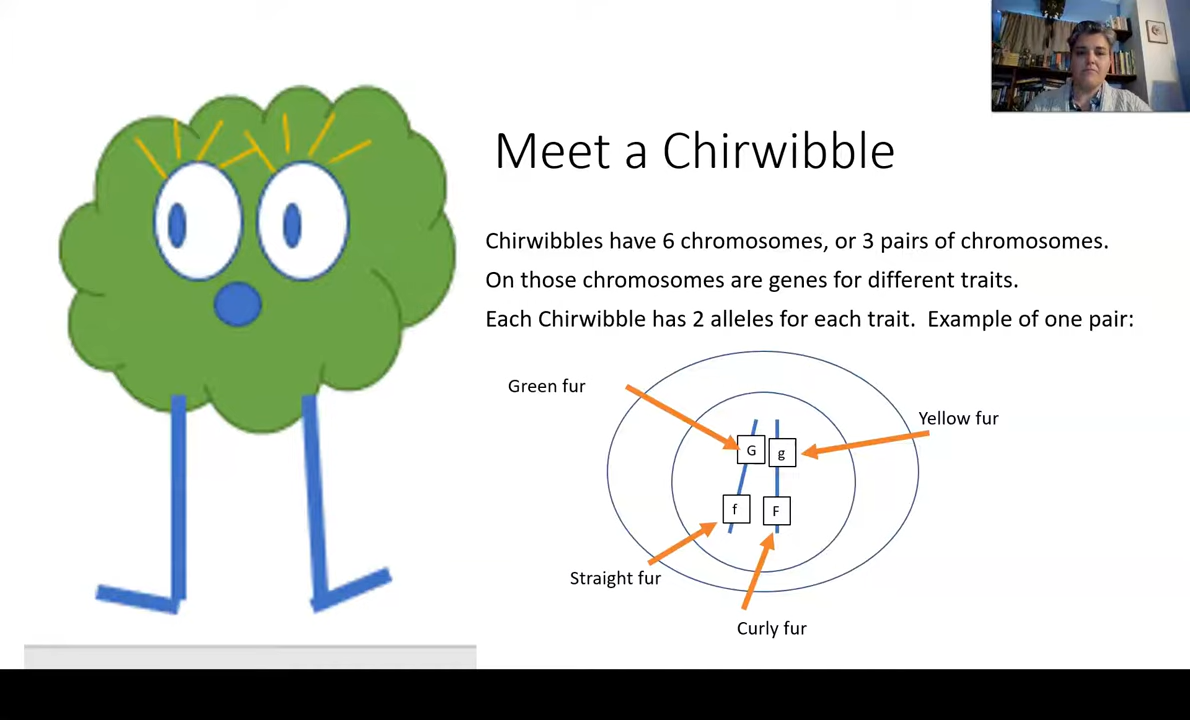 Meet a Chirwibble
Chirwibbles have 6 chromosomes, or 3 pairs of chromosomes.
On those chromosomes are genes for different traits.
Each Chirwibble has 2 alleles for each trait.  Example of one pair:
Green fur
Yellow fur
G
g
f
F
Straight fur
Curly fur